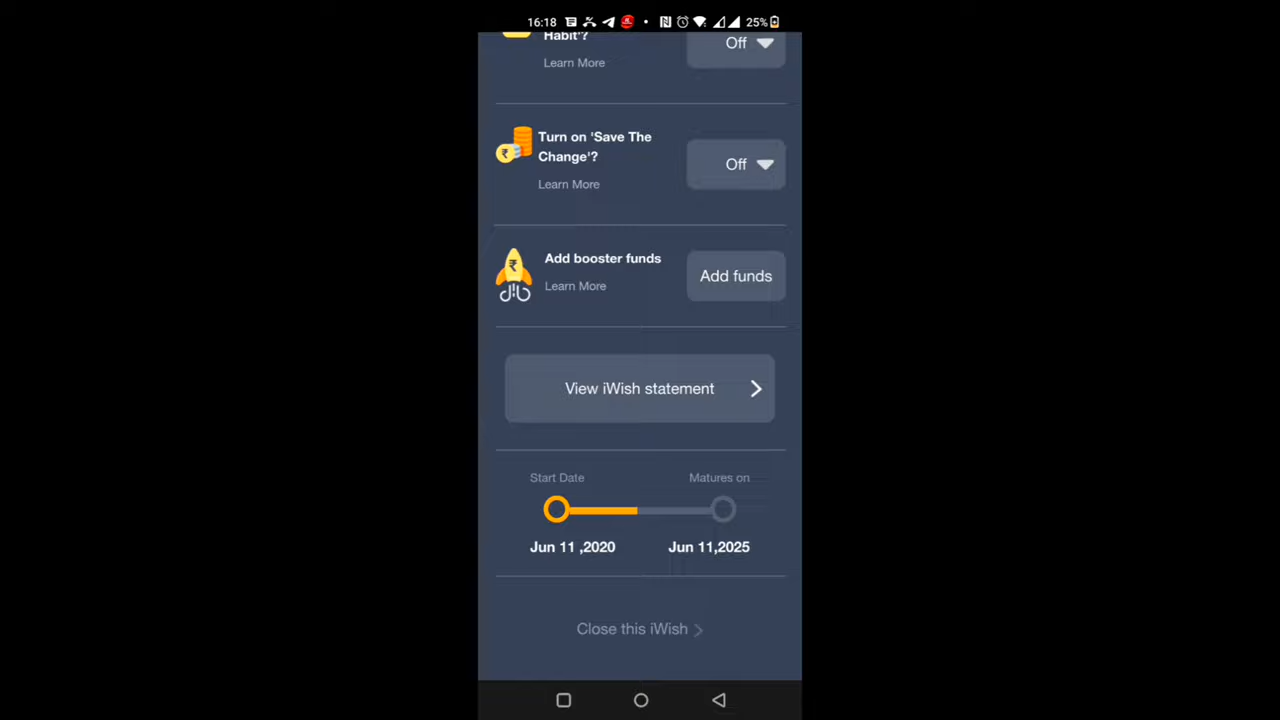 16:18
25%
Habit'?
Off
Learn More
Turn on 'Save The
Change'?
Off
Learn More
Add booster funds
Add funds
Learn More
View iWish statement
Start Date
Matures on
Jun 11 ,2020
Jun 11,2025
Close this iWish